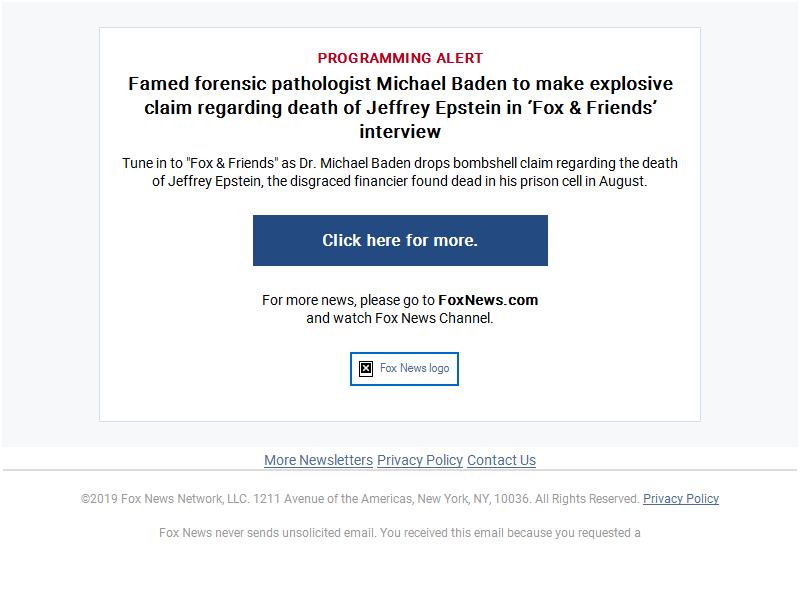 PROGRAMMING ALERT
Famed forensic pathologist Michael Baden to make explosive
claim regarding death of Jeffrey Epstein in ‘Fox & Friends’
interview
Tune in to "Fox & Friends" as Dr. Michael Baden drops bombshell claim regarding the death
of Jeffrey Epstein, the disgraced financier found dead in his prison cell in August.
Click here for more.
For more news, please go to FoxNews.com
and watch Fox News Channel.
Fox News logo
More Newsletters Privacy Policy Contact Us
©2019 Fox News Network, LLC. 1211 Avenue of the Americas, New York, NY, 10036. All Rights Reserved. Privacy Policy
Fox News never sends unsolicited email. You received this email because you requested a